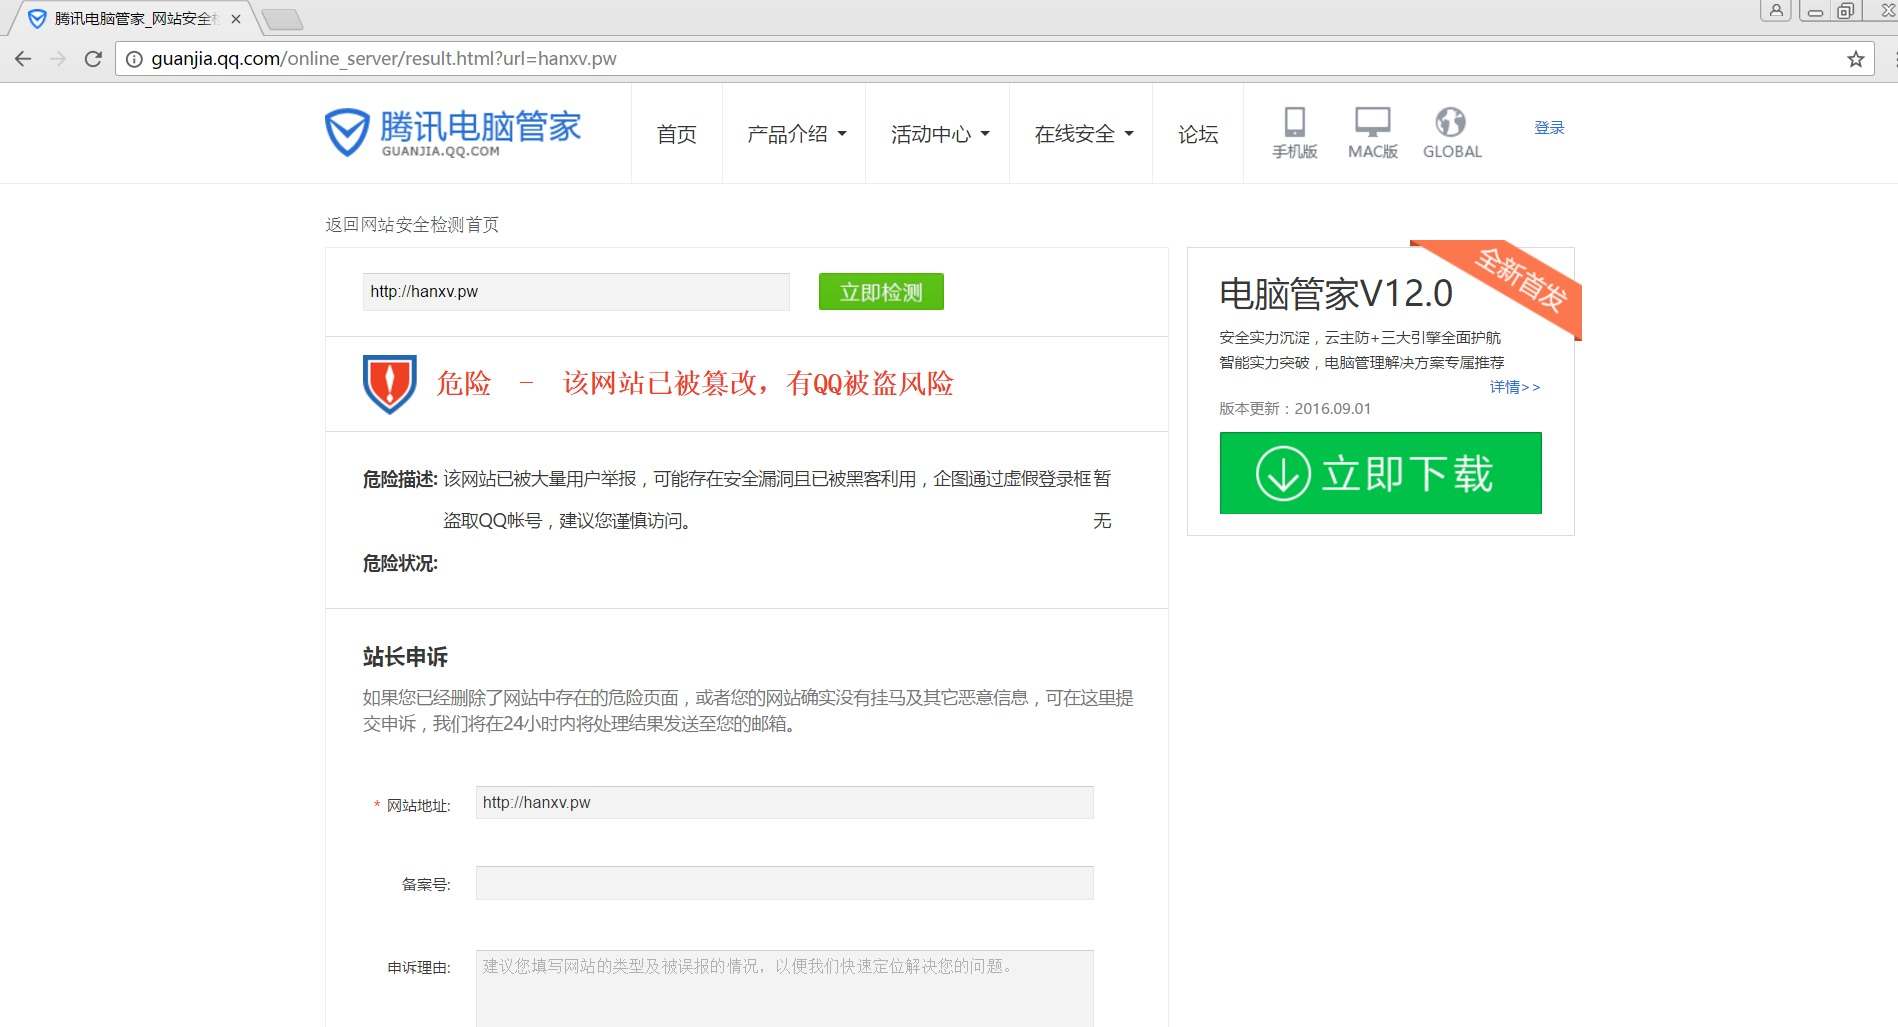 腾讯电脑管家_网站安全
guanjia.qq.com/online_server/result.html?url=hanxv.pw
腾讯电脑管家
GUANJIA.QQ.COM
首页
产品介绍
活动中心
在线安全
论坛
手机版
MAC版
GLOBAL
登录
返回网站安全检测首页
http://hanxv.pw
立即检测
危险 - 该网站已被篡改，有QQ被盗风险
危险描述: 该网站已被大量用户举报，可能存在安全漏洞且已被黑客利用，企图通过虚假登录框
盗取QQ帐号，建议您谨慎访问。
暂
无
危险状况:
站长申诉
如果您已经删除了网站中存在的危险页面，或者您的网站确实没有挂马及其它恶意信息，可在这里提
交申诉，我们将在24小时内将处理结果发送至您的邮箱。
* 网站地址: http://hanxv.pw
备案号:
申诉理由: 建议您填写网站的类型及被误报的情况，以便我们快速定位解决您的问题。
全新首发
电脑管家V12.0
安全实力沉淀，云主防+三大引擎全面护航
智能实力突破，电脑管理解决方案专属推荐
详情>>
版本更新：2016.09.01
立即下载